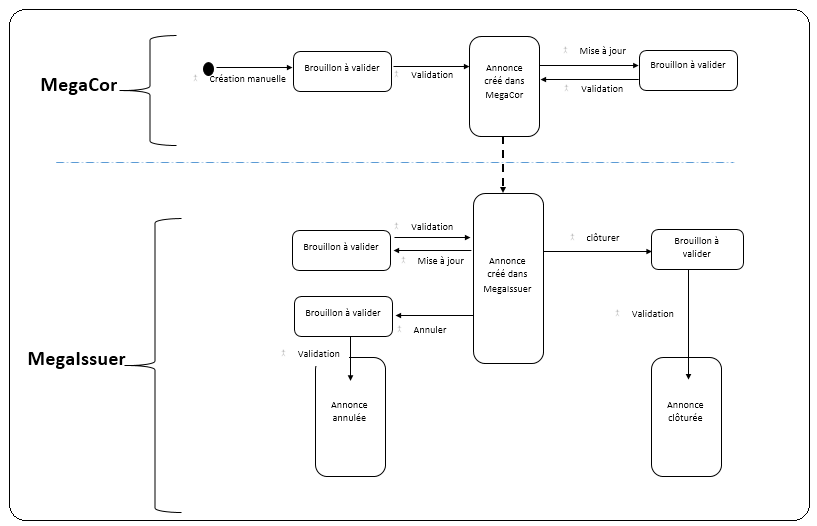 MegaCor
Création manuelle
Brouillon à valider
Validation
Annonce
créé dans
MegaCor
Mise à jour
Validation
Brouillon à valider
MegaIssuer
Brouillon à valider
Validation
Mise à jour
Annonce
créé dans
MegaIssuer
clôturer
Brouillon à
valider
Brouillon à valider
Annuler
Validation
Validation
Annonce
annulée
Annonce
clôturée